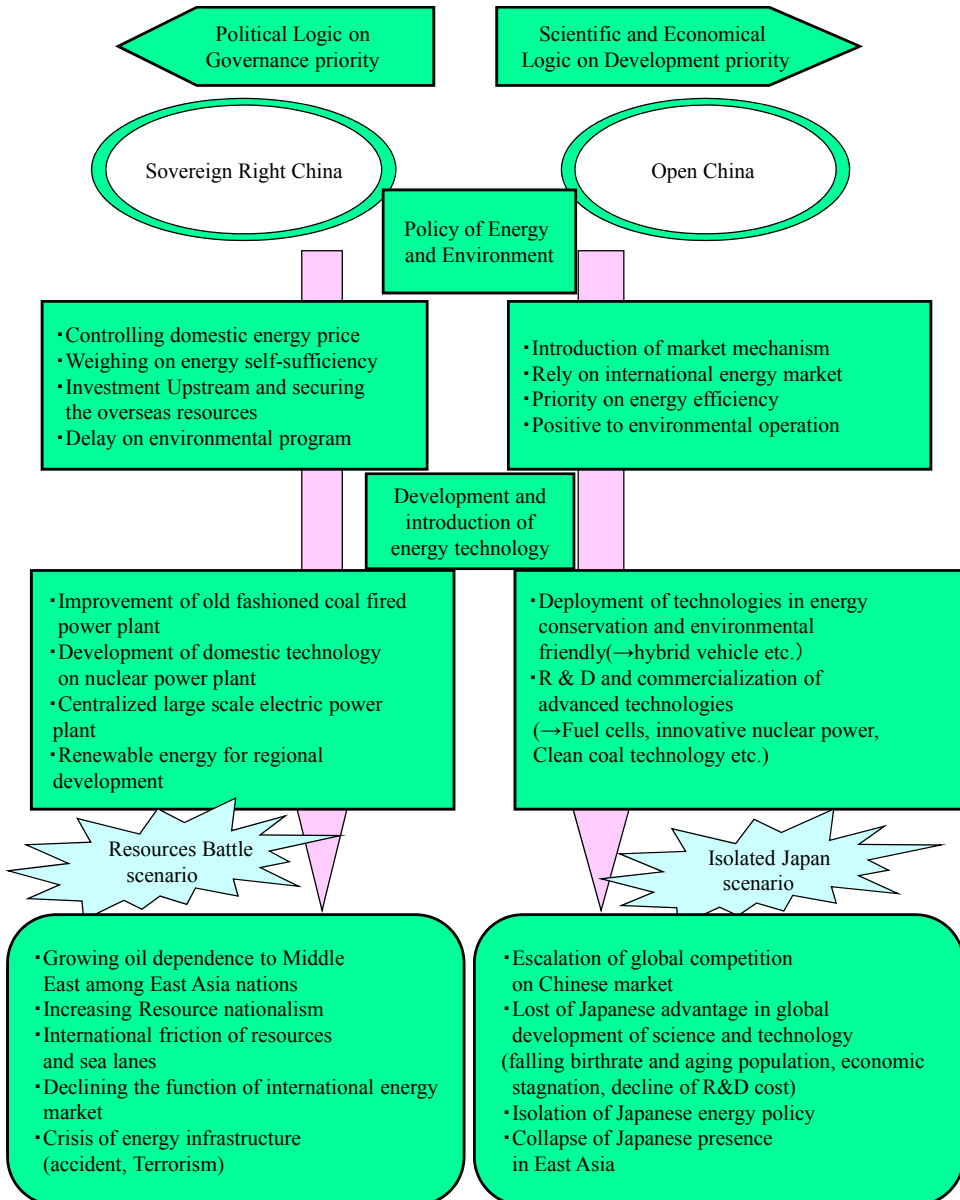 Political Logic on
Governance priority
Scientific and Economical
Logic on Development priority
Sovereign Right China
Open China
Policy of Energy
and Environment
・Controlling domestic energy price
・Weighing on energy self-sufficiency
・Investment Upstream and securing
the overseas resources
・Delay on environmental program
・Introduction of market mechanism
・Rely on international energy market
・Priority on energy efficiency
・Positive to environmental operation
Development and
introduction of
energy technology
・Improvement of old fashioned coal fired
power plant
・Development of domestic technology
on nuclear power plant
・Centralized large scale electric power
plant
・Renewable energy for regional
development
・Deployment of technologies in energy
conservation and environmental
friendly(→hybrid vehicle etc.)
・R & D and commercialization of
advanced technologies
(→Fuel cells, innovative nuclear power,
Clean coal technology etc.)
Resources Battle
scenario
Isolated Japan
scenario
・Growing oil dependence to Middle
East among East Asia nations
・Increasing Resource nationalism
・International friction of resources
and sea lanes
・Declining the function of international energy
market
・Crisis of energy infrastructure
(accident, Terrorism)
・Escalation of global competition
on Chinese market
・Lost of Japanese advantage in global
development of science and technology
(falling birthrate and aging population, economic
stagnation, decline of R&D cost)
・Isolation of Japanese energy policy
・Collapse of Japanese presence
in East Asia